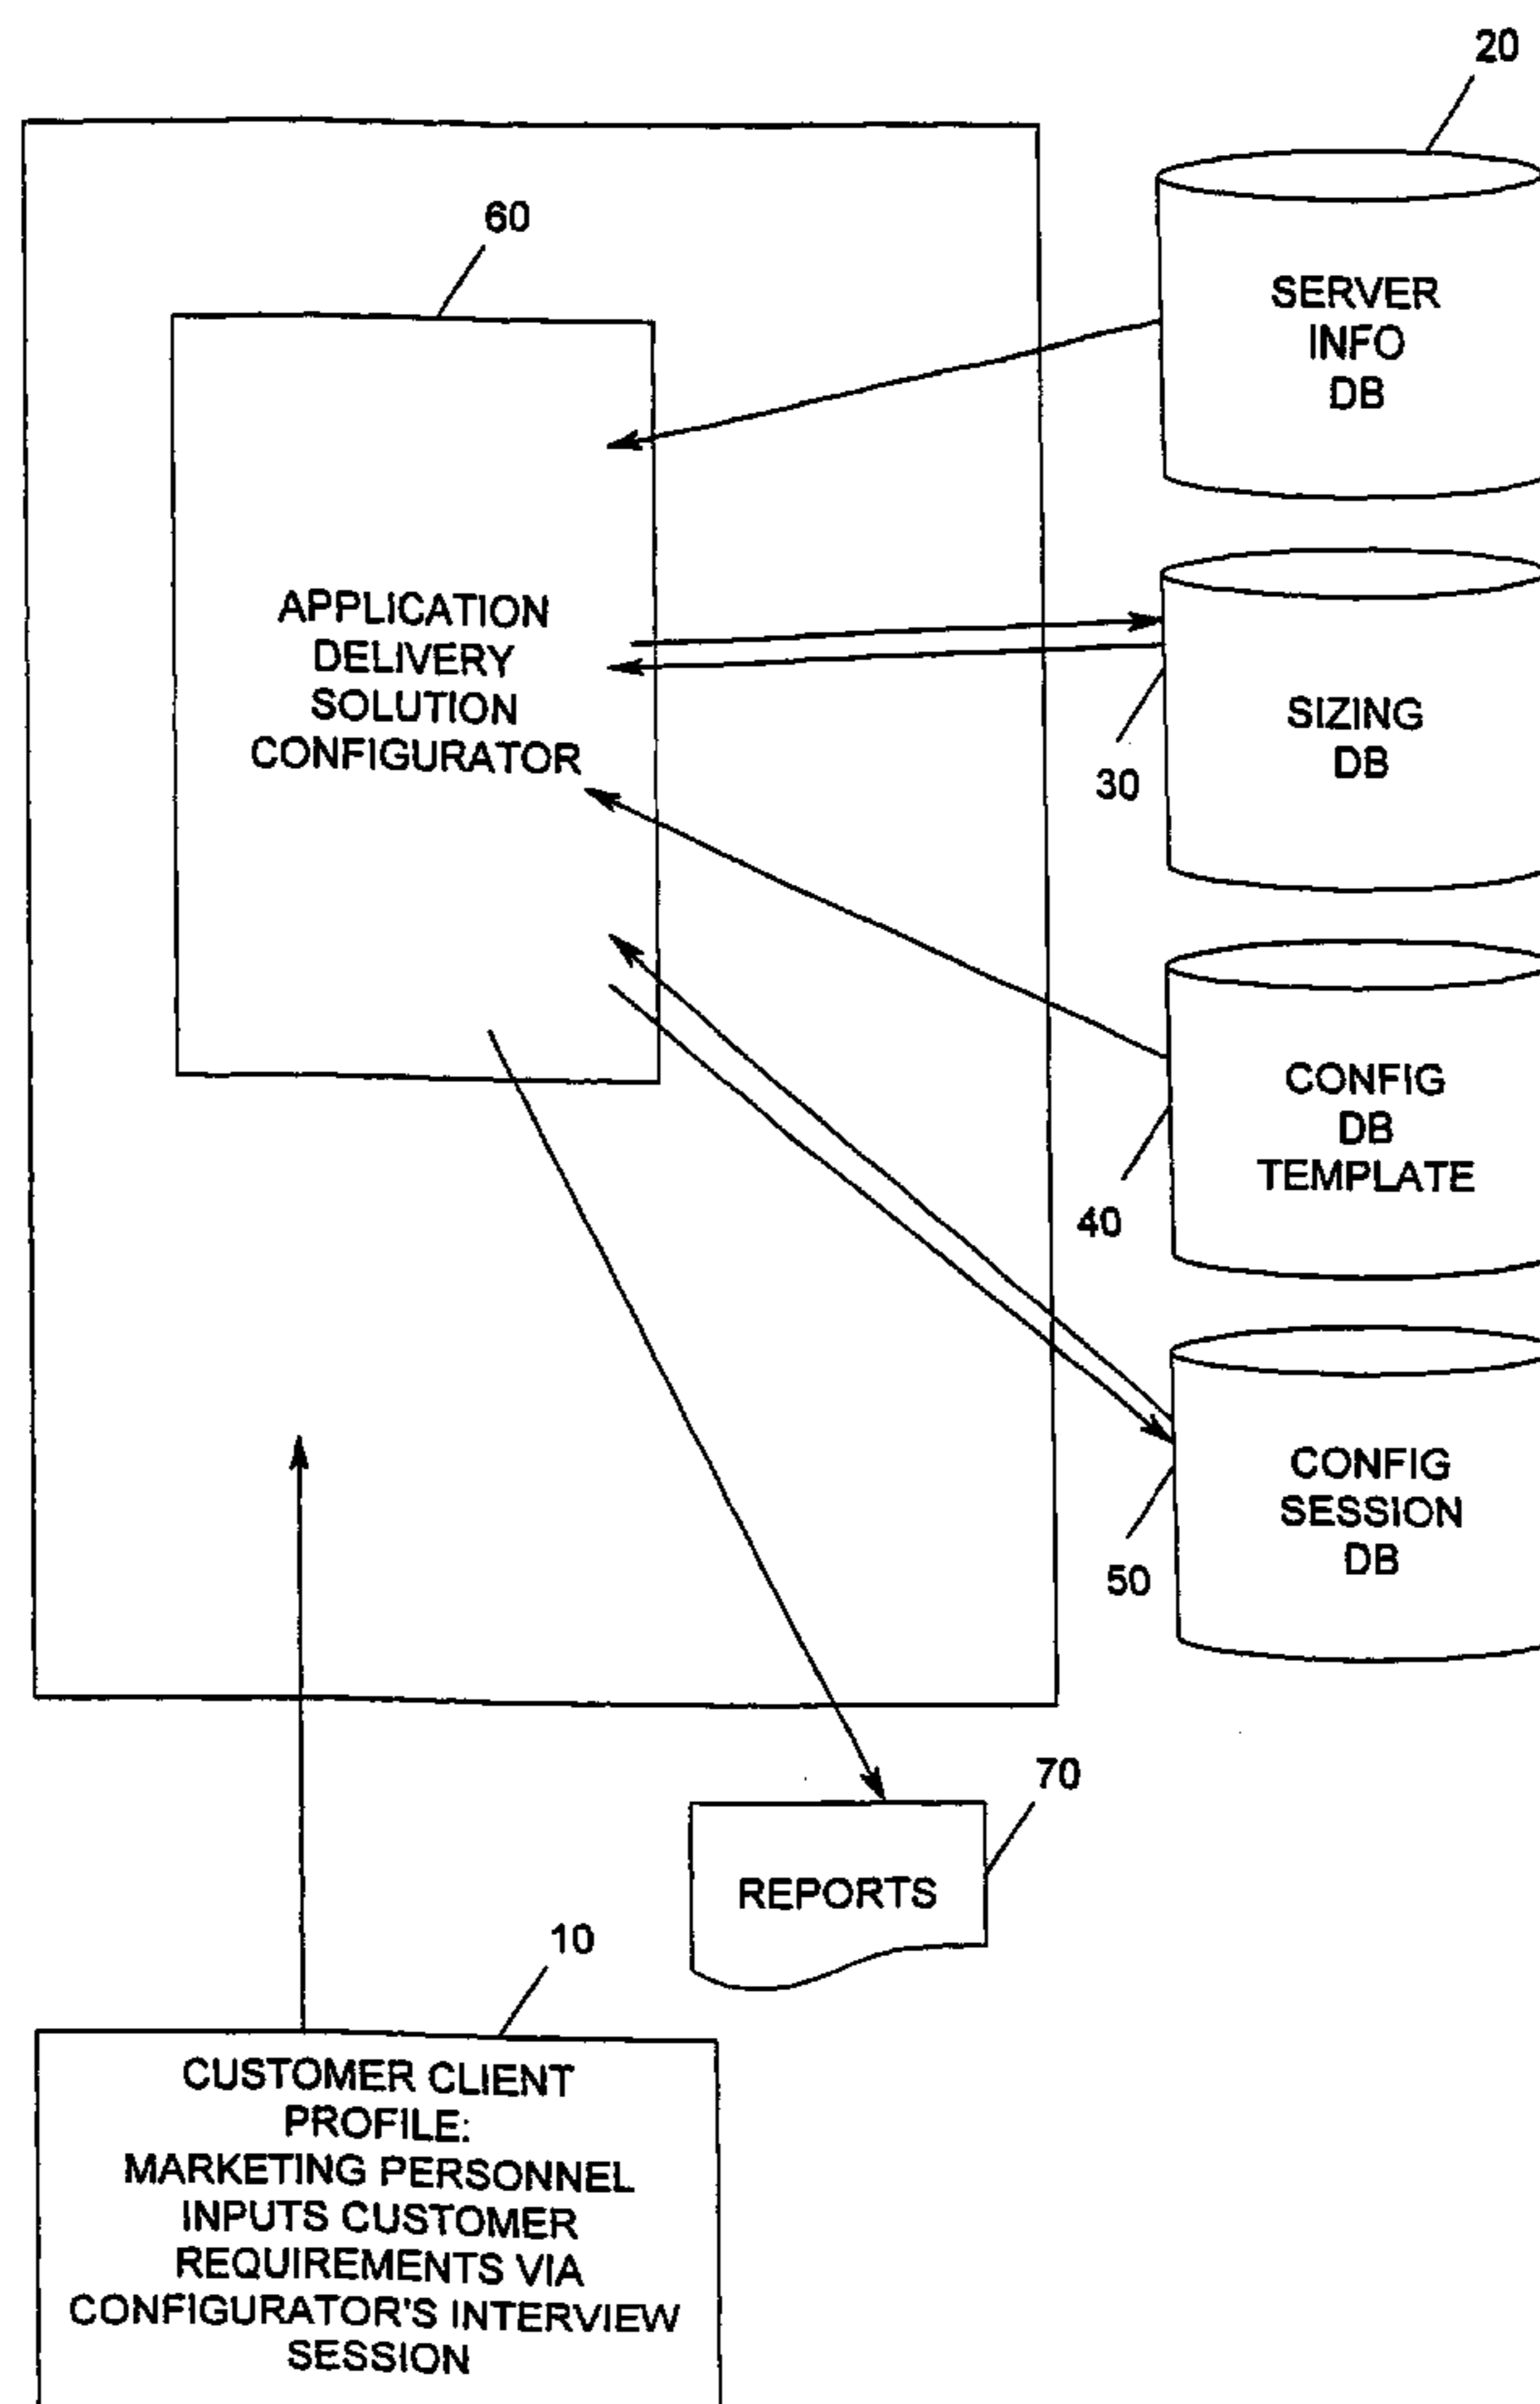 20
60
SERVER
INFO
DB
APPLICATION
DELIVERY
SOLUTION
CONFIGURATOR
SIZING
DB
30
CONFIG
DB
TEMPLATE
40
CONFIG
SESSION
DB
50
70
REPORTS
10
CUSTOMER CLIENT
PROFILE:
MARKETING PERSONNEL
INPUTS CUSTOMER
REQUIREMENTS VIA
CONFIGURATOR'S INTERVIEW
SESSION